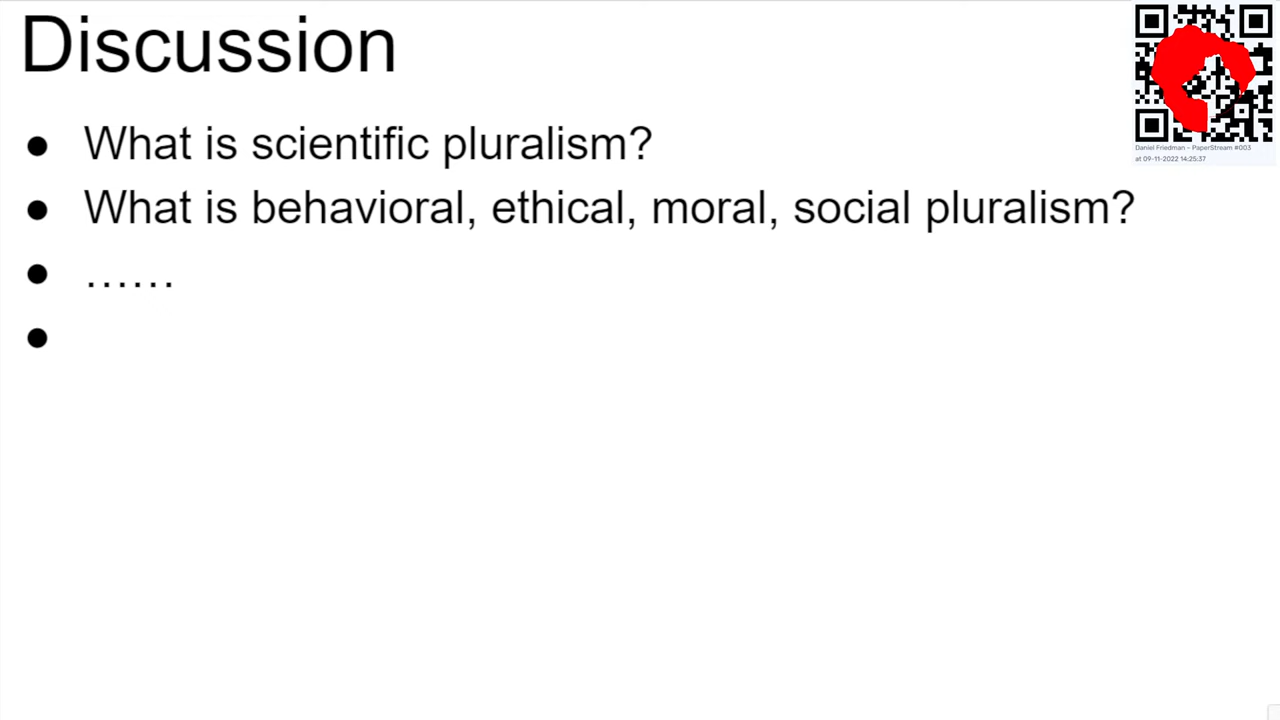 Discussion
● What is scientific pluralism?
● What is behavioral, ethical, moral, social pluralism?
● ......
●
Daniel Friedman - PaperStream #003
at 09-11-2022 14:25:37